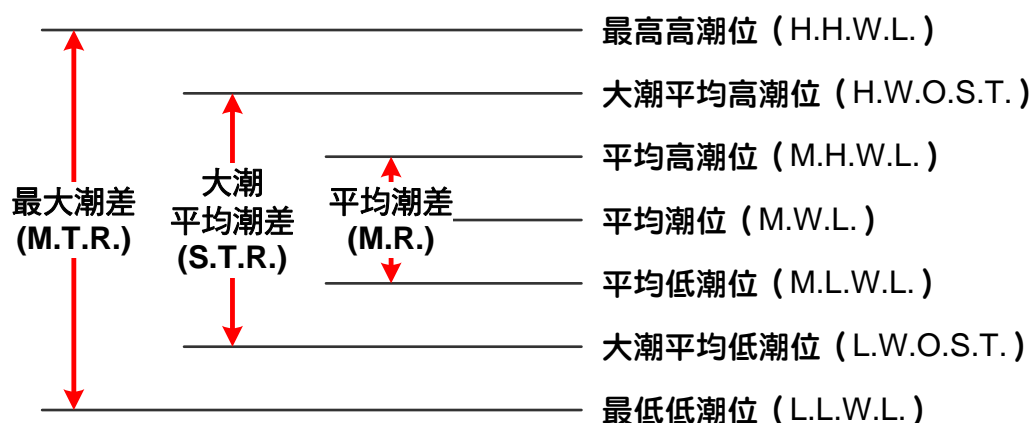 最高高潮位（H.H.W.L.）
大潮平均高潮位（H.W.O.S.T.）
平均高潮位（M.H.W.L.）
平均潮位（M.W.L.）
平均低潮位（M.L.W.L.）
大潮平均低潮位（L.W.O.S.T.）
最低低潮位（L.L.W.L.）
最大潮差
(M.T.R.)
大潮
平均潮差
(S.T.R.)
平均潮差
(M.R.)